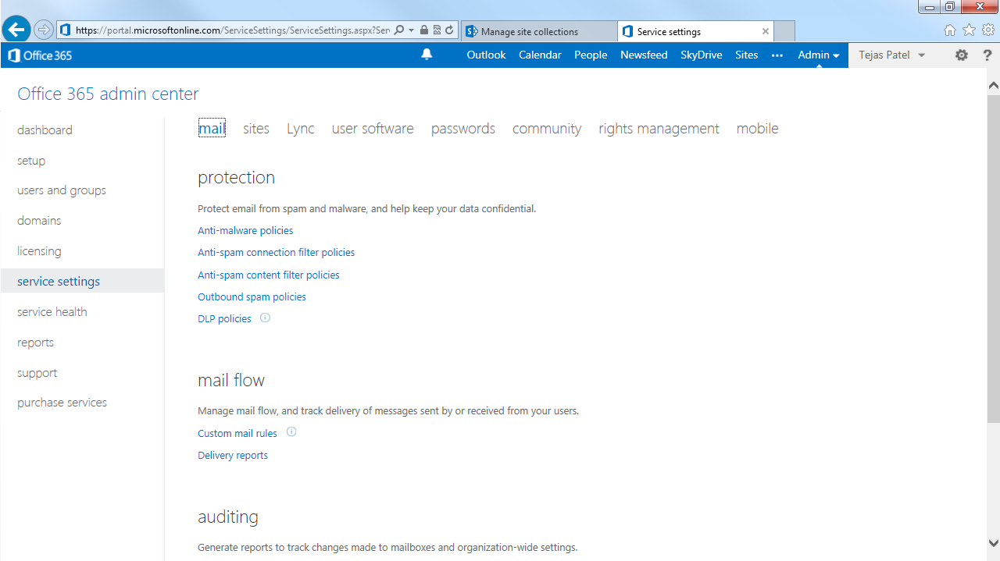 https://portal.microsoftonline.com/ServiceSettings/ServiceSettings.aspx?Ser
Manage site collections
Service settings
Office 365
Outlook Calendar People Newsfeed SkyDrive Sites ••• Admin Tejas Patel ?
Office 365 admin center
dashboard
setup
users and groups
domains
licensing
service settings
service health
reports
support
purchase services
mail sites Lync user software passwords community rights management mobile
protection
Protect email from spam and malware, and help keep your data confidential.
Anti-malware policies
Anti-spam connection filter policies
Anti-spam content filter policies
Outbound spam policies
DLP policies
mail flow
Manage mail flow, and track delivery of messages sent by or received from your users.
Custom mail rules
Delivery reports
auditing
Generate reports to track changes made to mailboxes and organization-wide settings.